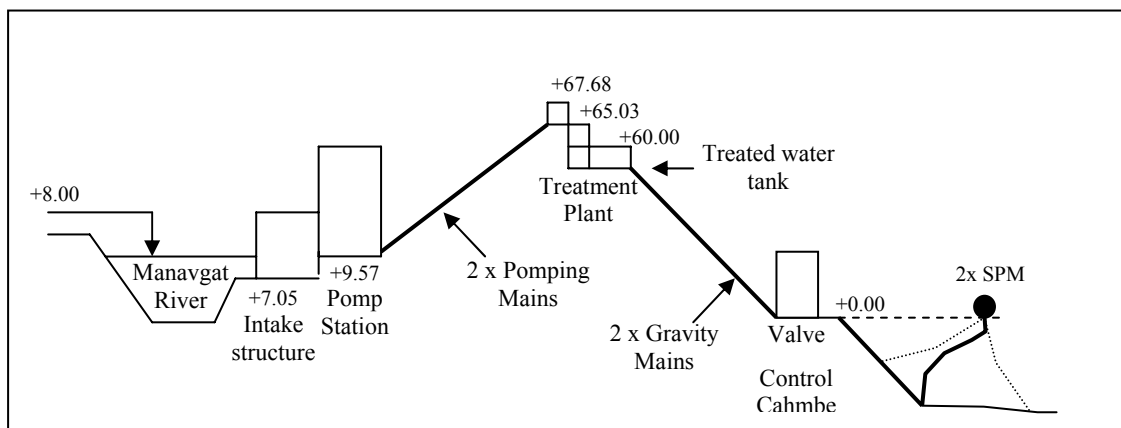 +67.68
+65.03
+60.00
Treated water
tank
Treatment
Plant
+8.00
Manavgat
River
+7.05
Intake
structure
+9.57
Pomp
Station
2 x Pomping
Mains
2 x Gravity
Mains
Valve
Control
Cahmbe
+0.00
2x SPM